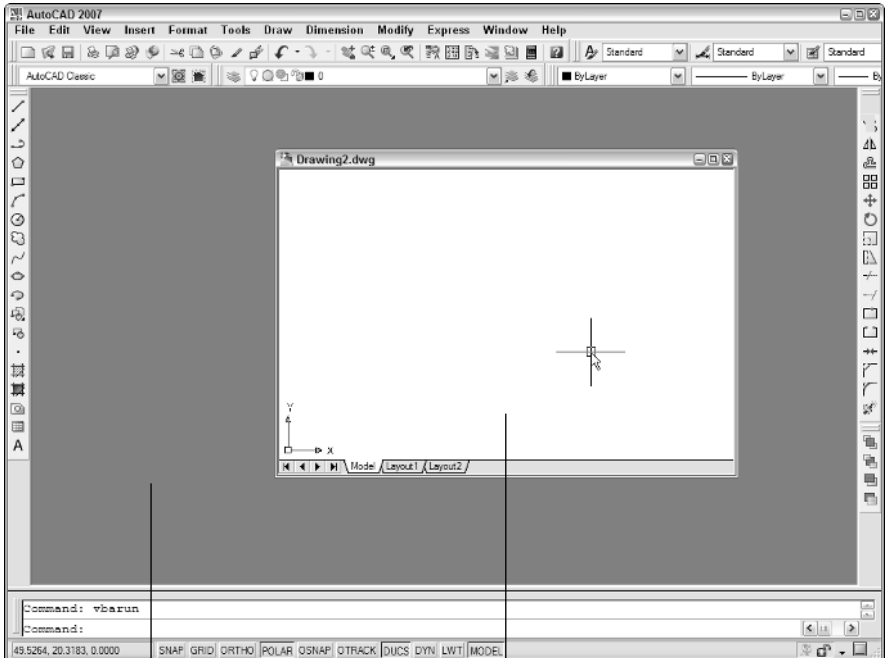 AutoCAD 2007
File Edit View Insert Format Tools Draw Dimension Modify Express Window Help
Standard Standard Standard
AutoCAD Classic 0 ByLayer ByLayer
Drawing2.dwg
Y
X
Model Layout1 Layout2
A
Command: vbarun
Command:
49.5264, 20.3183, 0.0000 SNAP GRID ORTHO POLAR OSNAP OTRACK DUCS DYN LWT MODEL